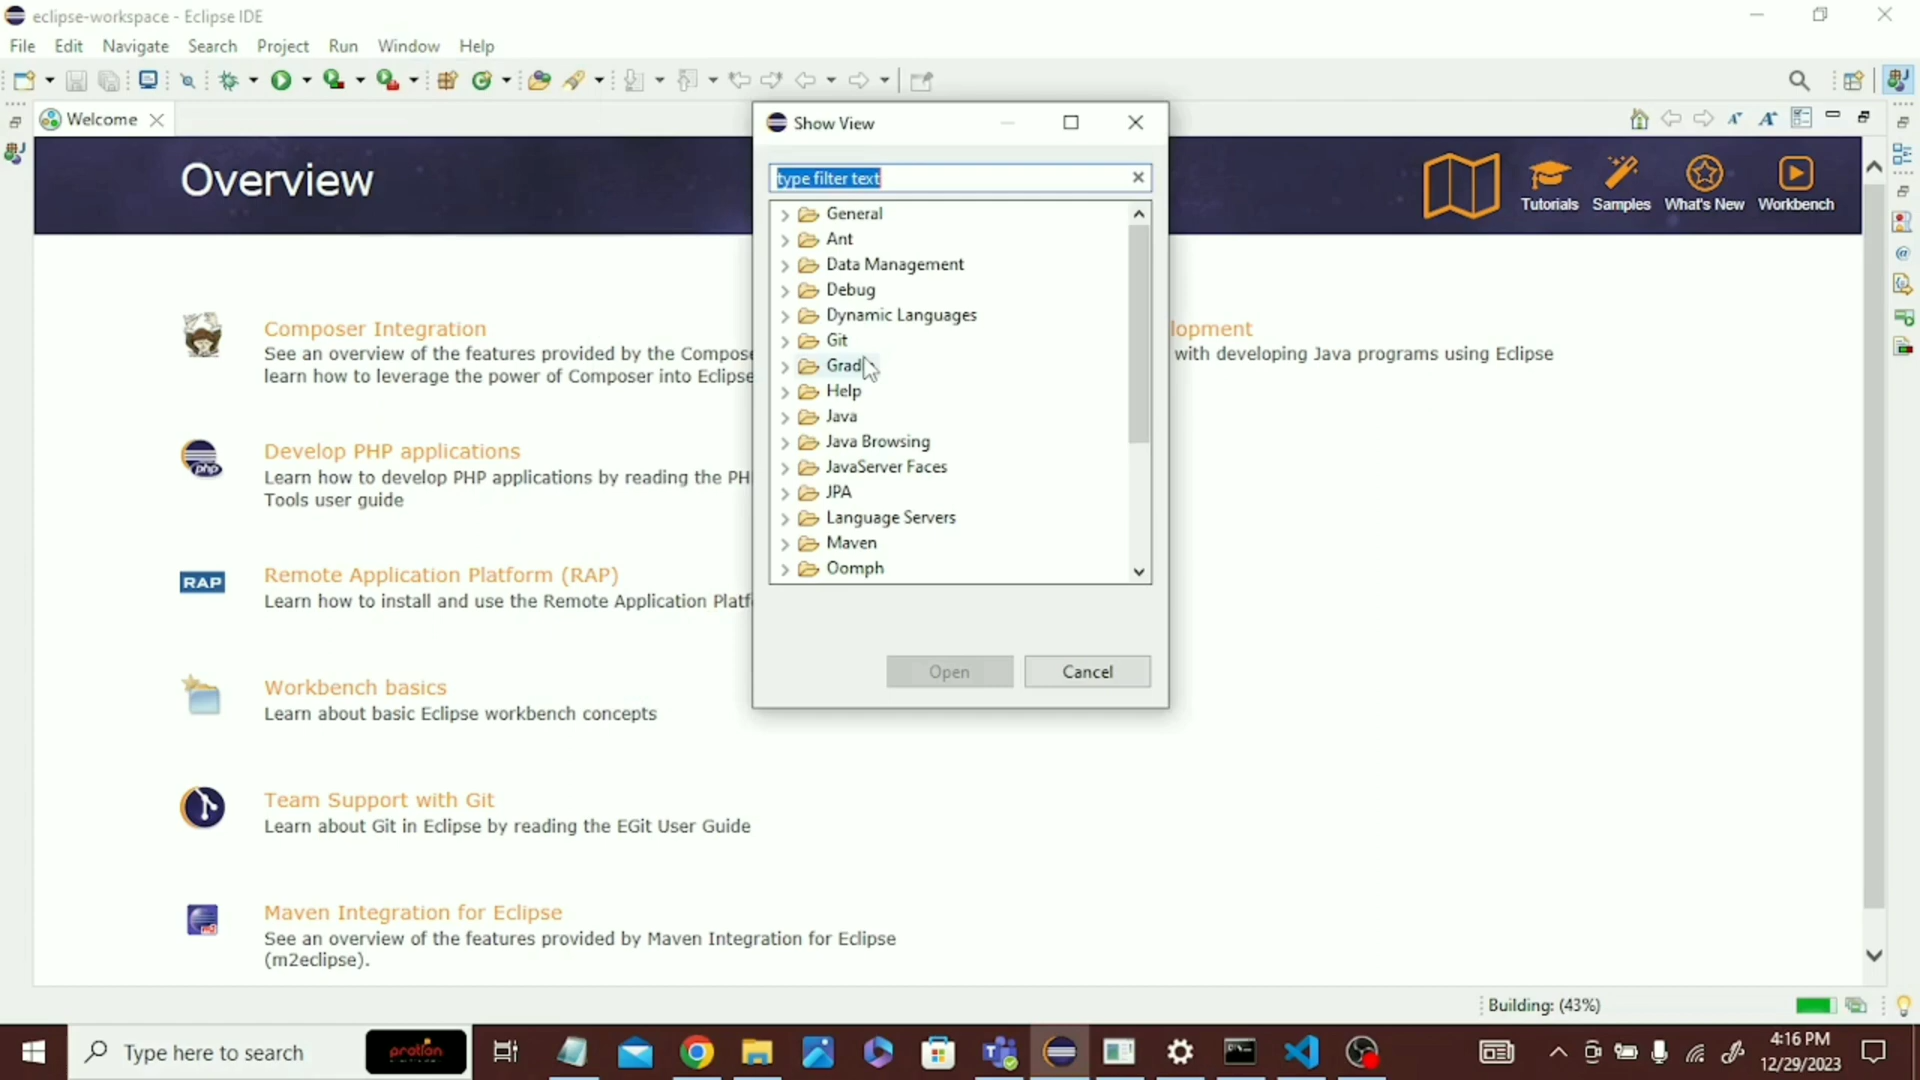 eclipse-workspace - Eclipse IDE
File Edit Navigate Search Project Run Window Help
Welcome
Overview
Tutorials Samples What's New Workbench
Show View
type filter text
General
Ant
Data Management
Debug
Dynamic Languages
Git
Grad
Help
Java
Java Browsing
JavaServer Faces
JPA
Language Servers
Maven
Oomph
Open Cancel
Composer Integration
See an overview of the features provided by the Compose
learn how to leverage the power of Composer into Eclipse
lopment
with developing Java programs using Eclipse
php
Develop PHP applications
Learn how to develop PHP applications by reading the PH
Tools user guide
RAP
Remote Application Platform (RAP)
Learn how to install and use the Remote Application Platf
Workbench basics
Learn about basic Eclipse workbench concepts
Team Support with Git
Learn about Git in Eclipse by reading the EGit User Guide
Maven Integration for Eclipse
See an overview of the features provided by Maven Integration for Eclipse
(m2eclipse).
Building: (43%)
Type here to search
4:16 PM
12/29/2023